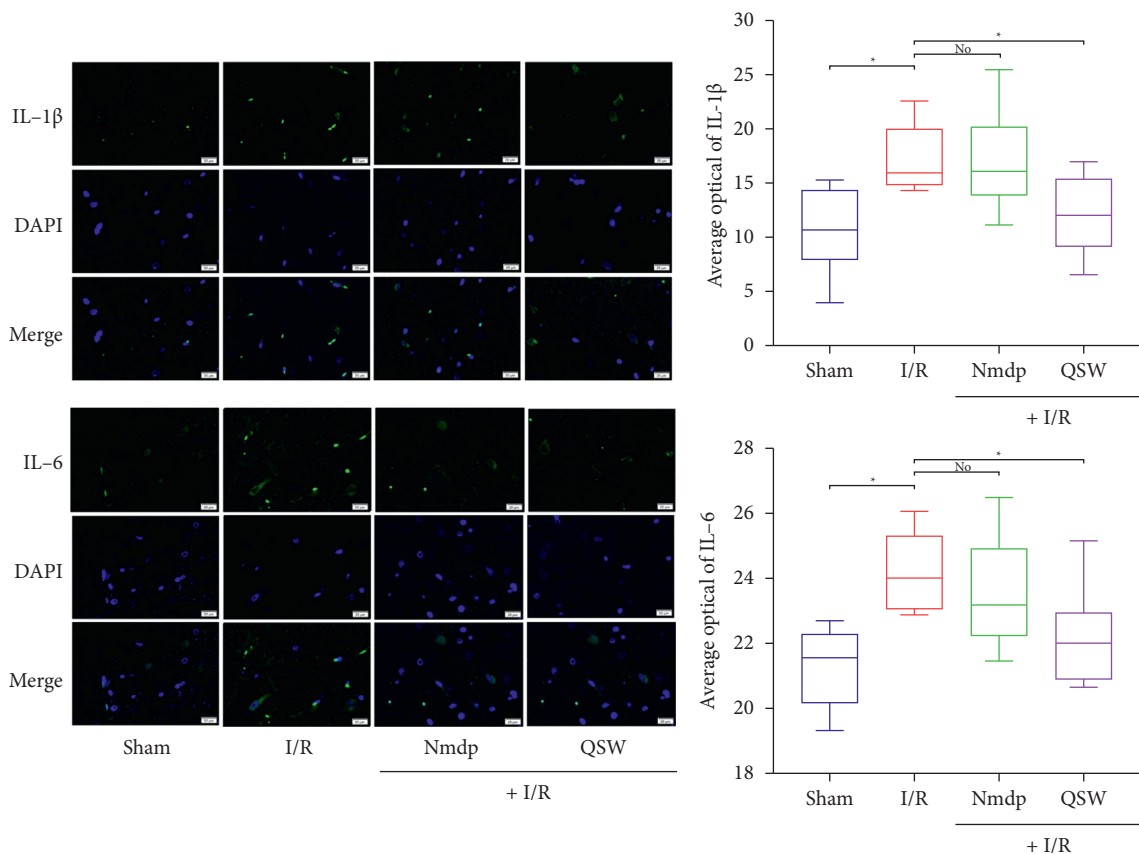 IL–1β
DAPI
Merge
IL–6
DAPI
Merge
Sham I/R Nmdp QSW
+ I/R
Average optical of IL-1β
30
25
20
15
10
5
0
* No *
Sham I/R Nmdp QSW
+ I/R
Average optical of IL–6
28
26
24
22
20
18
* No *
Sham I/R Nmdp QSW
+ I/R